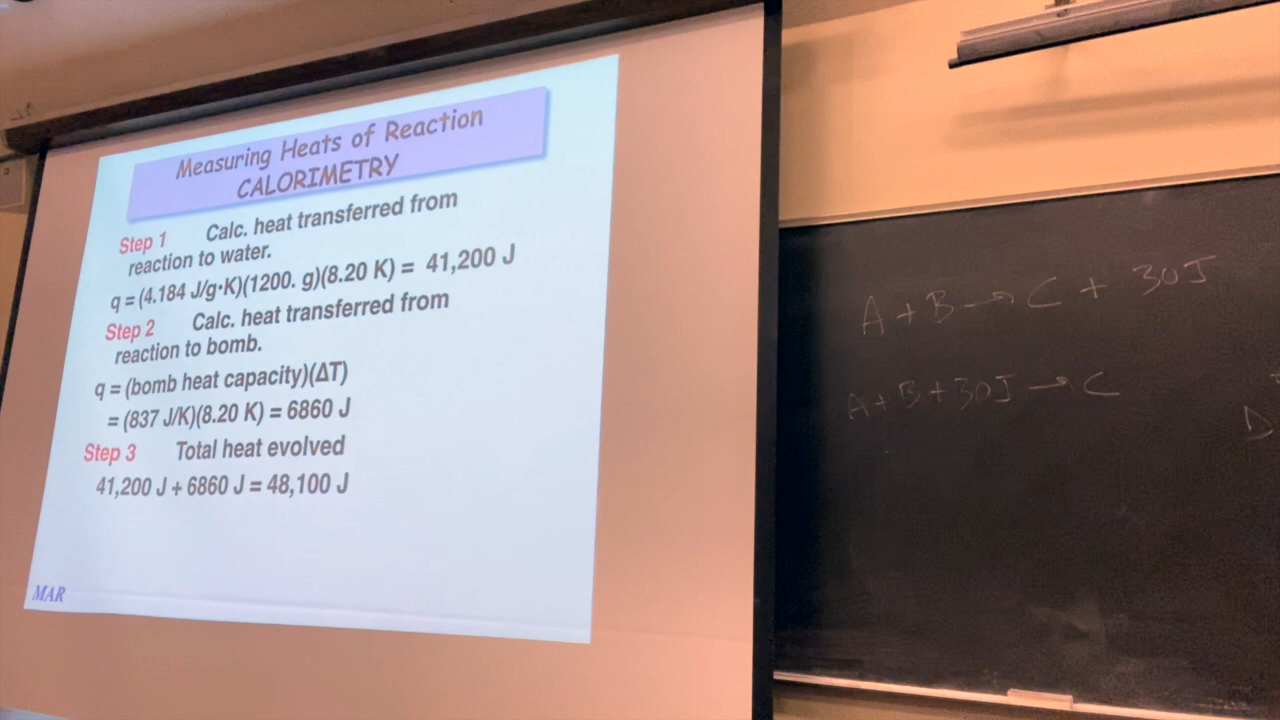 Measuring Heats of Reaction
CALORIMETRY
Step 1 Calc. heat transferred from
reaction to water.
q = (4.184 J/g•K)(1200. g)(8.20 K) = 41,200 J
Step 2 Calc. heat transferred from
reaction to bomb.
q = (bomb heat capacity)(ΔT)
= (837 J/K)(8.20 K) = 6860 J
Step 3 Total heat evolved
41,200 J + 6860 J = 48,100 J
MAR
A + B → C + 30J
A + B + 30J → C
D